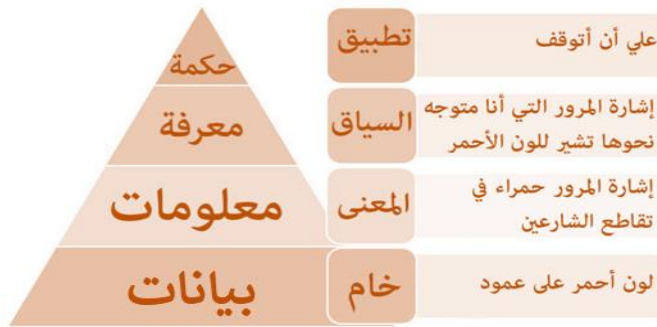 حكمة
تطبيق
علي أن أتوقف
معرفة
السياق
إشارة المرور التي أنا متوجه
نحوها تشير للون الأحمر
معلومات
المعنى
إشارة المرور حمراء في
تقاطع الشارعين
بيانات
خام
لون أحمر على عمود